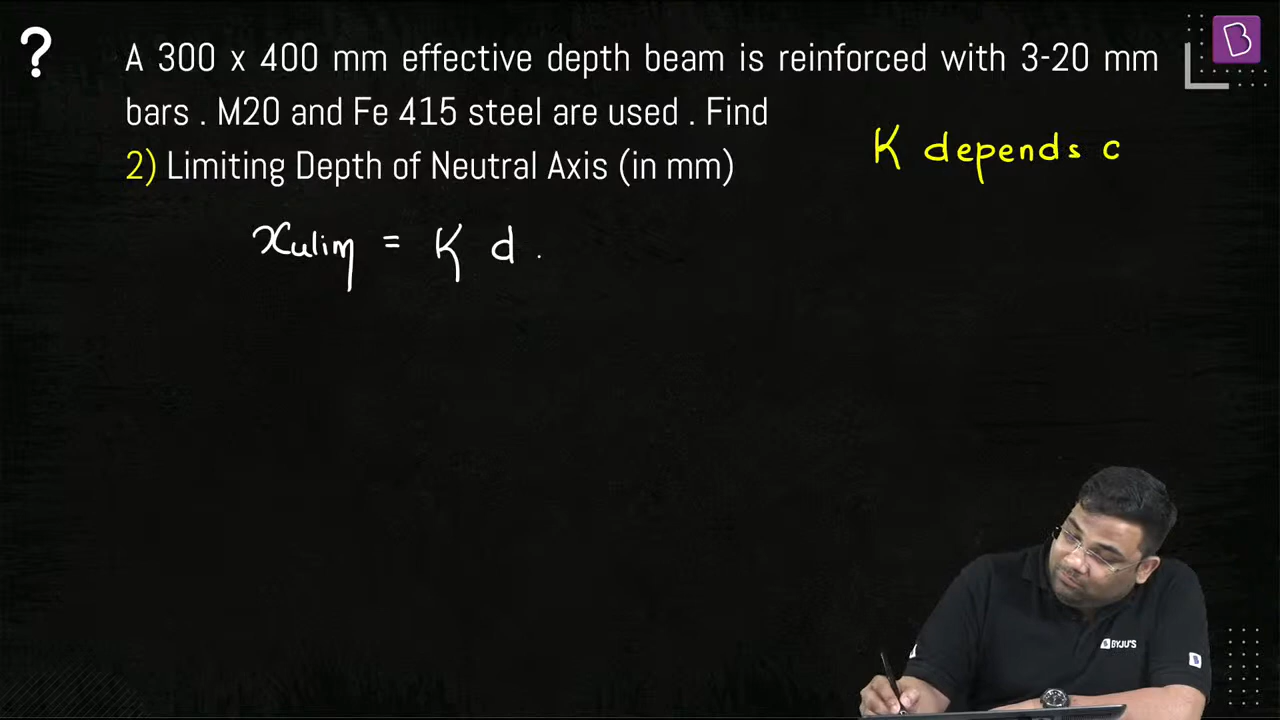 ?
A 300 x 400 mm effective depth beam is reinforced with 3-20 mm
bars . M20 and Fe 415 steel are used . Find
2) Limiting Depth of Neutral Axis (in mm)
K depends c
xulim = K d .
B
BYJU'S
B